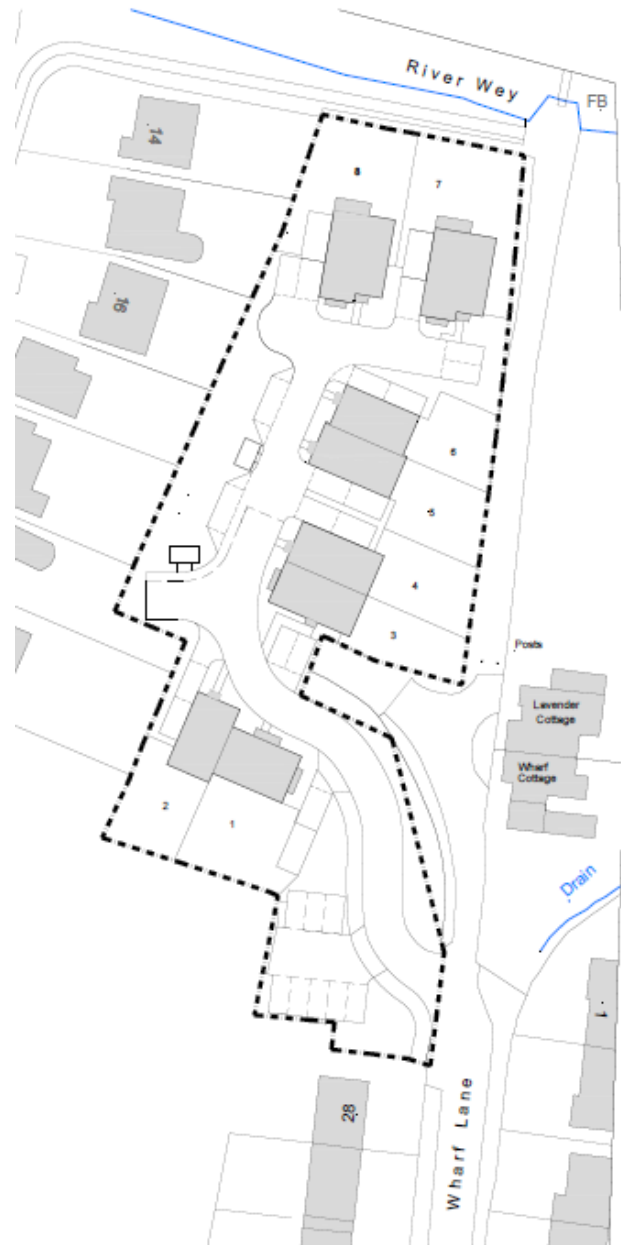 River Wey
FB
14
8
7
16
6
5
4
3
Posts
Lavender
Cottage
Wharf
Cottage
2
1
Drain
1
28
Wharf Lane